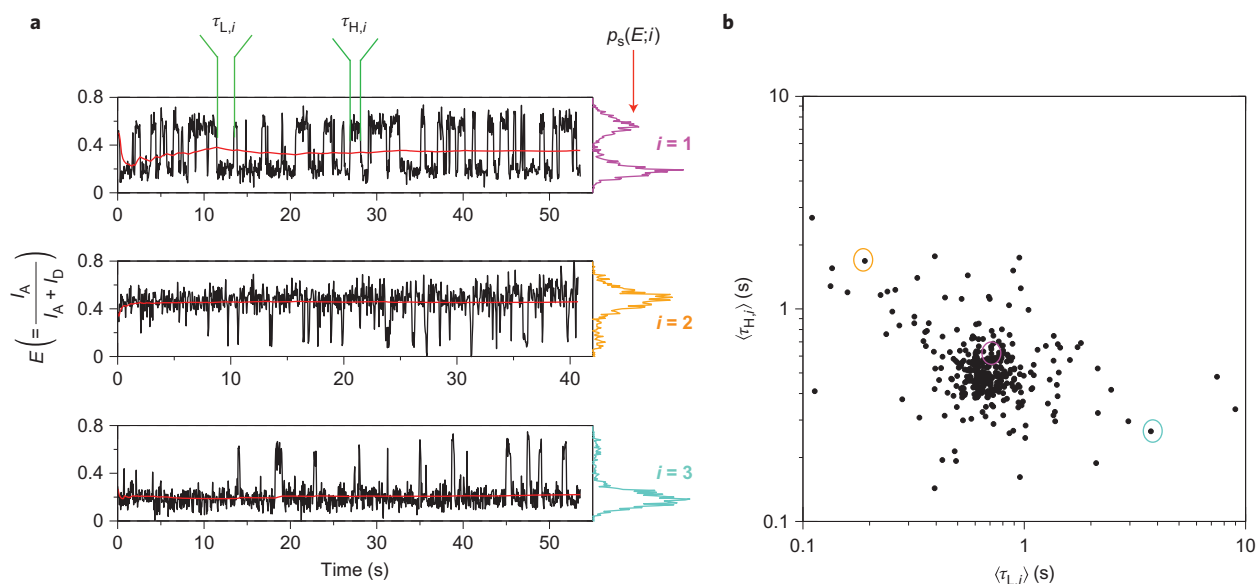 a
τL,i
τH,i
ps(E;i)
0.8
0.4
0
i = 1
0 10 20 30 40 50
E (= IA / (IA + ID))
0.8
0.4
0
i = 2
0 10 20 30 40
0.8
0.4
0
i = 3
0 10 20 30 40 50
Time (s)
b
10
1
0.1
⟨τH,i⟩ (s)
0.1 1 10
⟨τL,i⟩ (s)